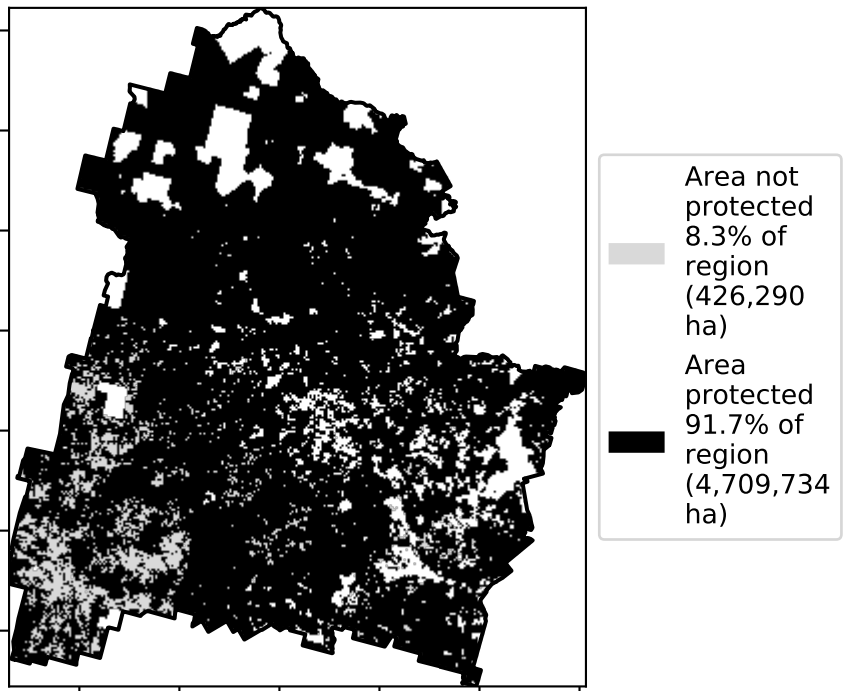 Area not
protected
8.3% of
region
(426,290
ha)
Area
protected
91.7% of
region
(4,709,734
ha)